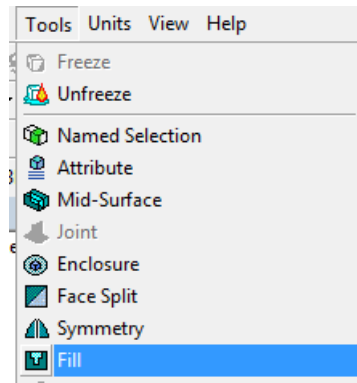 Tools Units View Help
Freeze
Unfreeze
Named Selection
Attribute
Mid-Surface
Joint
Enclosure
Face Split
Symmetry
Fill